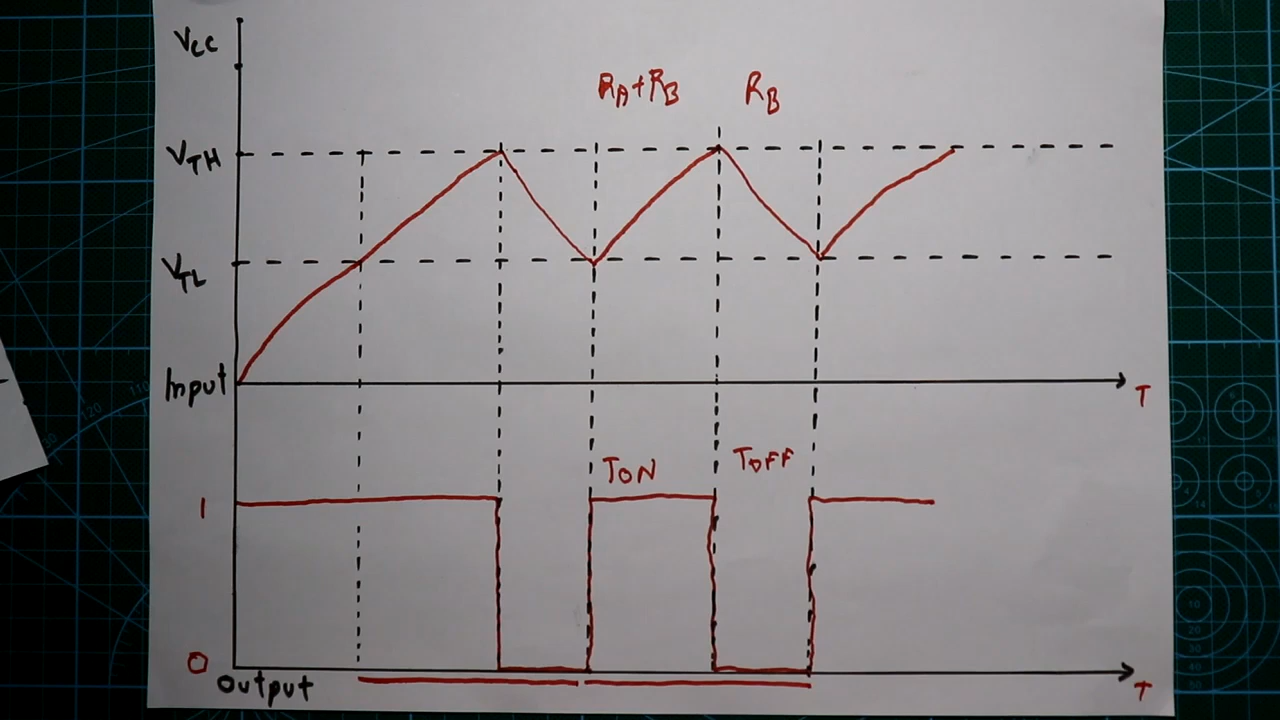 VCC
RA+RB
RB
VTH
VTL
Input
T
TON
TOFF
1
0
Output
T